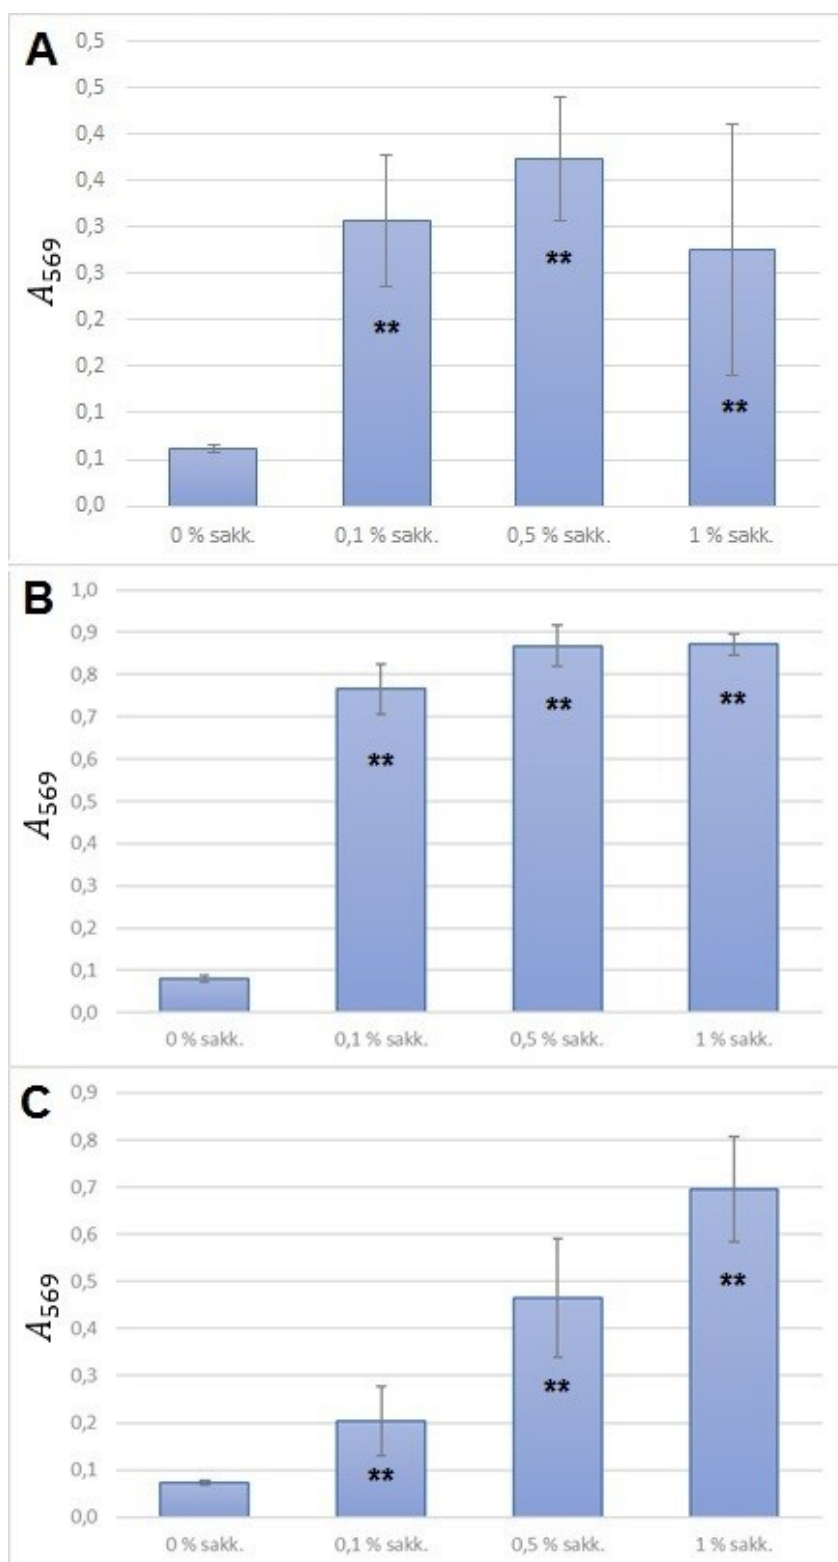 A
0,5
0,5
0,4
0,4
0,3
0,3
0,2
0,2
0,1
0,1
0,0
A569
**
**
**
0 % sakk.
0,1 % sakk.
0,5 % sakk.
1 % sakk.
B
1,0
0,9
0,8
0,7
0,6
0,5
0,4
0,3
0,2
0,1
0,0
A569
**
**
**
0 % sakk.
0,1 % sakk.
0,5 % sakk.
1 % sakk.
C
0,9
0,8
0,7
0,6
0,5
0,4
0,3
0,2
0,1
0,0
A569
**
**
**
0 % sakk.
0,1 % sakk.
0,5 % sakk.
1 % sakk.